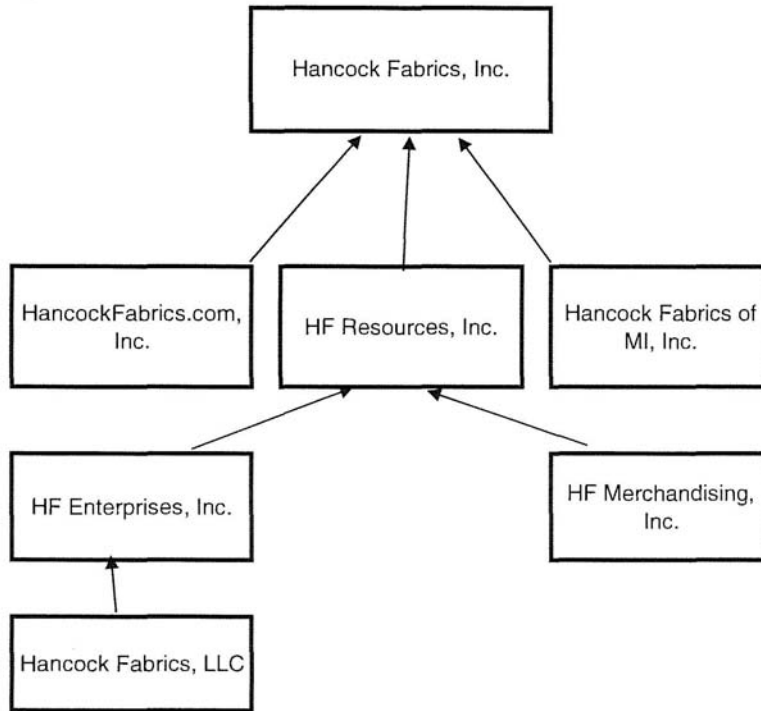 Hancock Fabrics, Inc.
HancockFabrics.com,
Inc.
HF Resources, Inc.
Hancock Fabrics of
MI, Inc.
HF Enterprises, Inc.
HF Merchandising,
Inc.
Hancock Fabrics, LLC